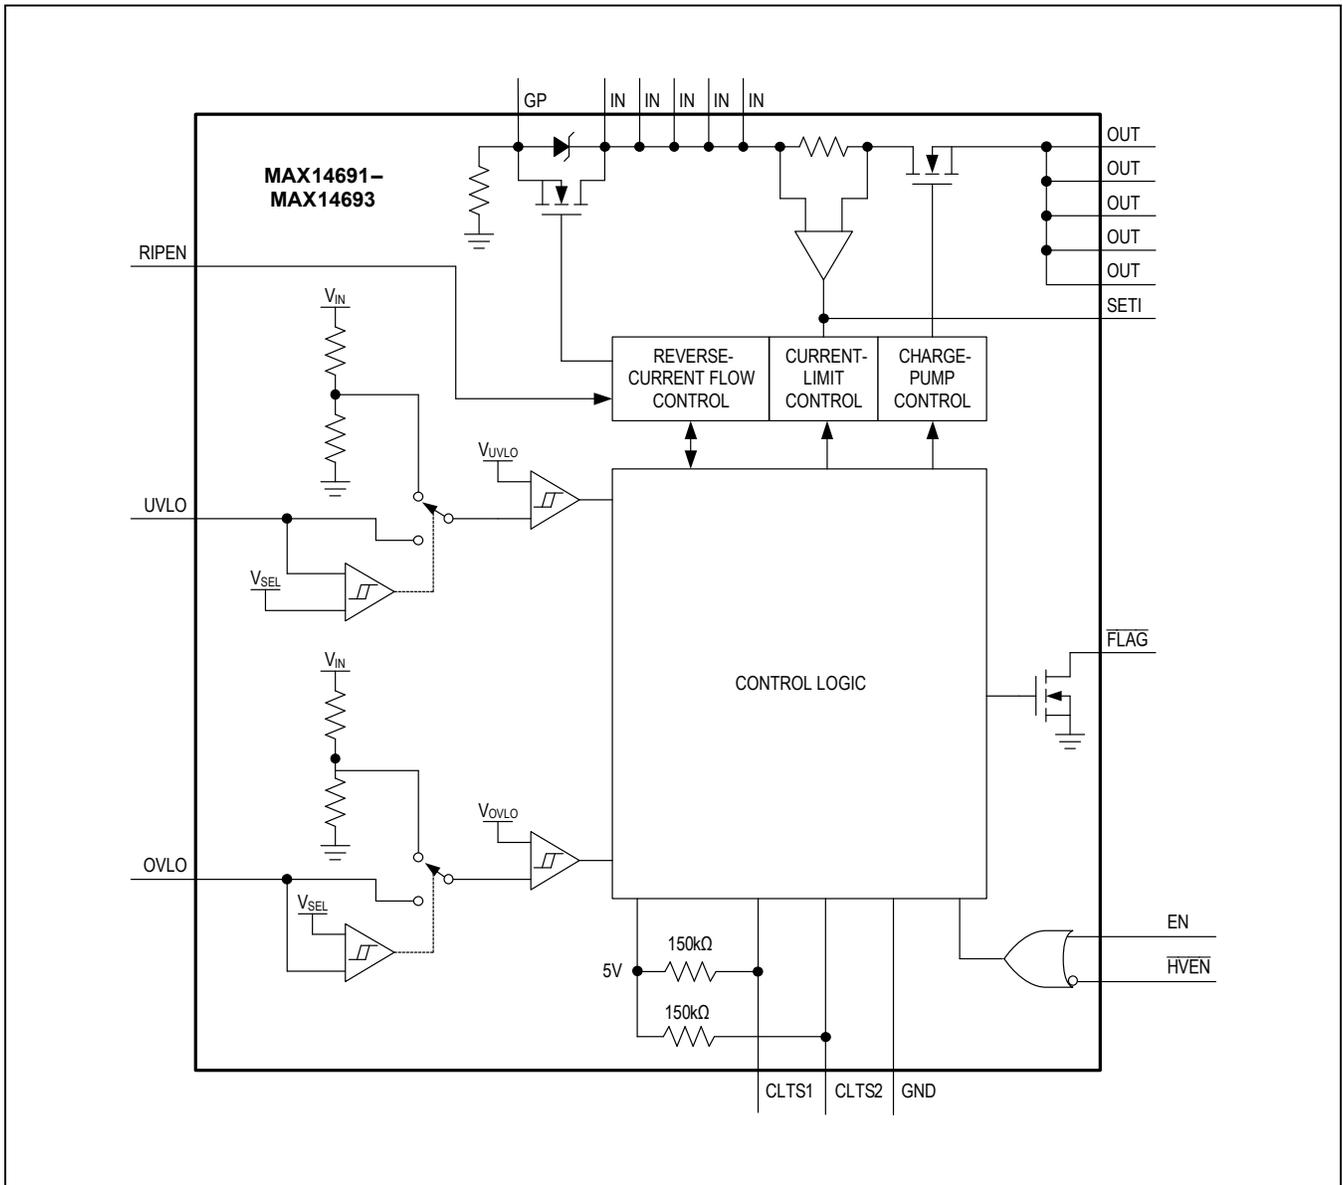 GP IN IN IN IN IN
MAX14691–
MAX14693
OUT
OUT
OUT
OUT
OUT
RIPEN
SETI
VIN
REVERSE-
CURRENT FLOW
CONTROL
CURRENT-
LIMIT
CONTROL
CHARGE-
PUMP
CONTROL
VUVLO
UVLO
VSEL
FLAG
VIN
CONTROL LOGIC
VOVLO
OVLO
VSEL
EN
HVEN
150kΩ
5V
150kΩ
CLTS1 CLTS2 GND